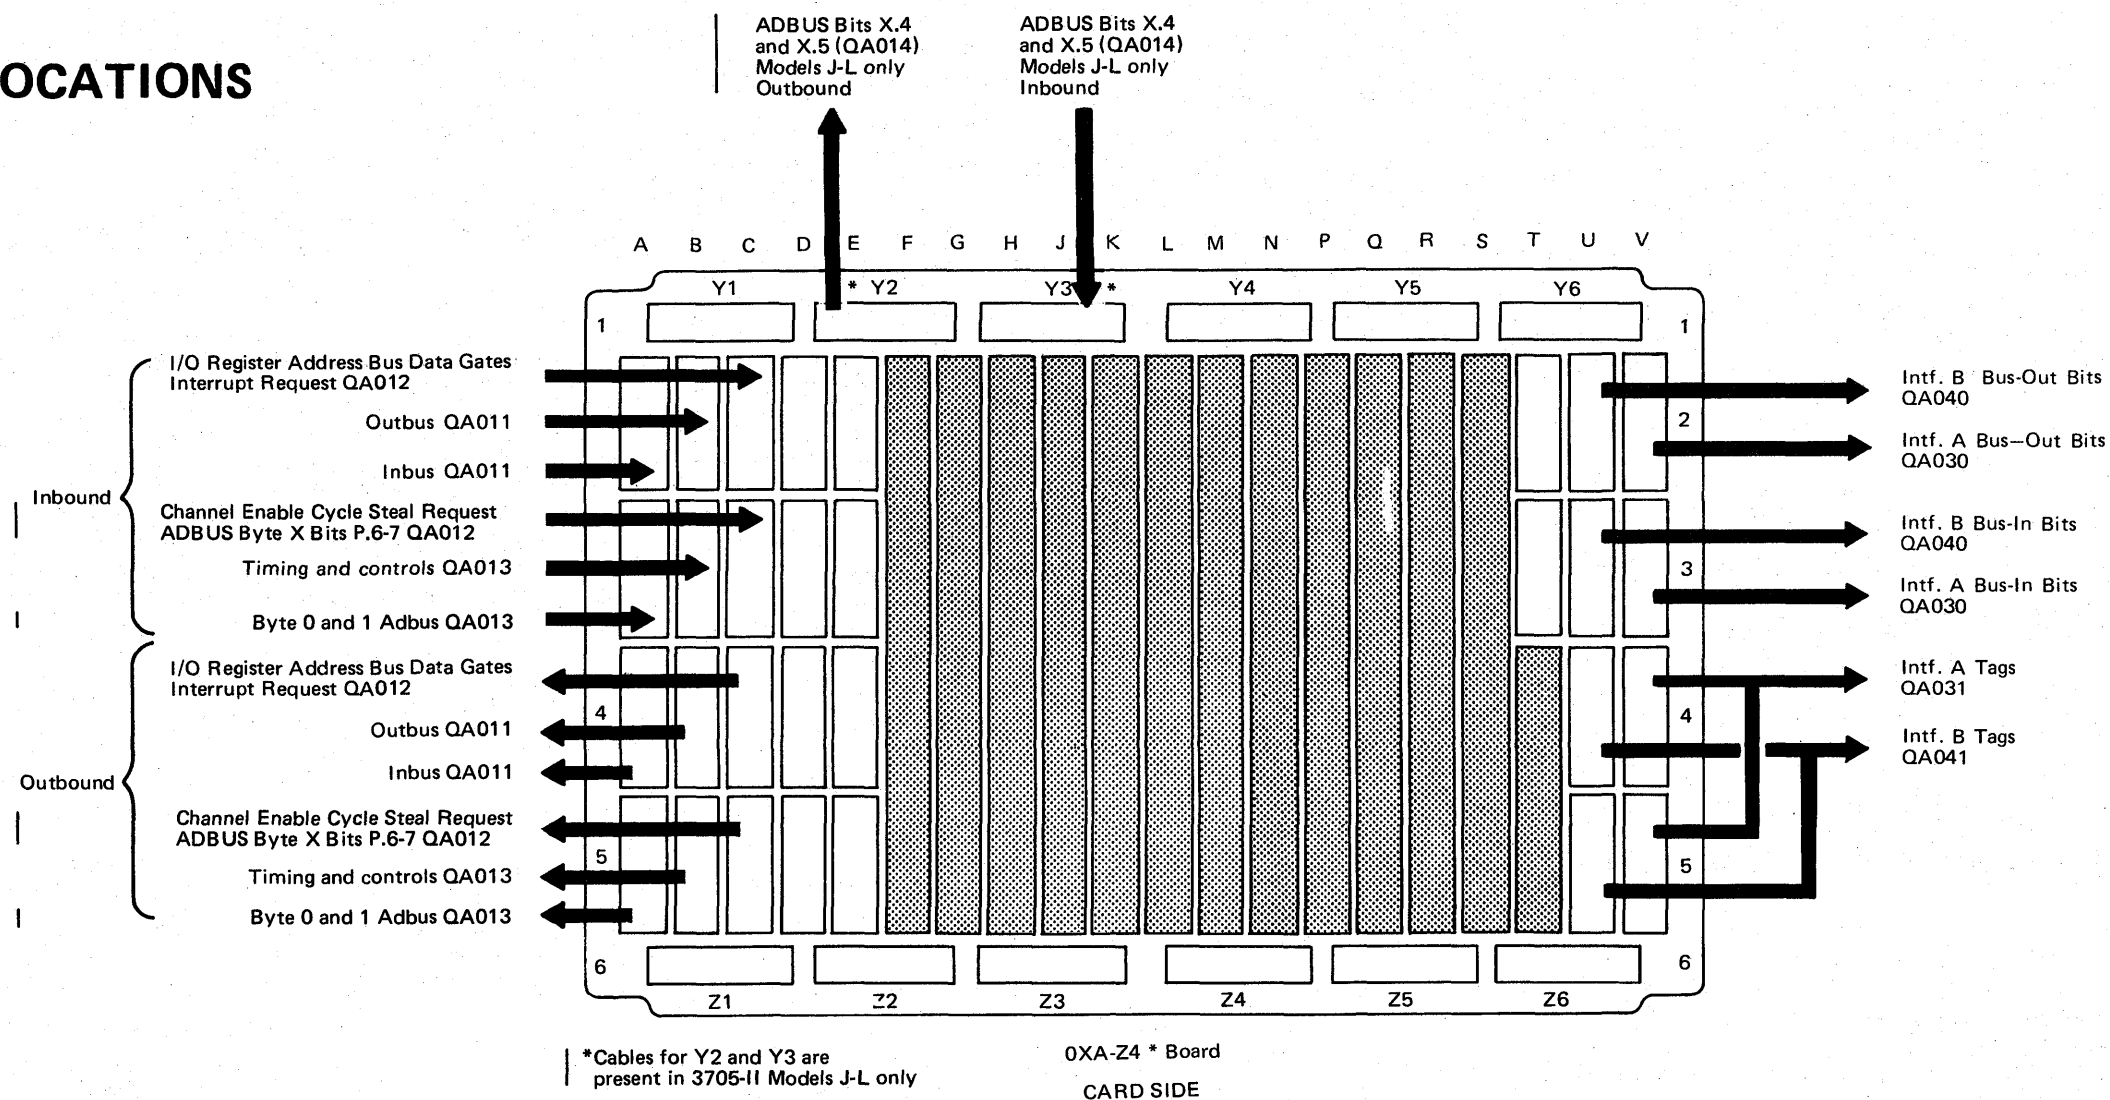 OCATIONS
ADBUS Bits X.4
and X.5 (QA014)
Models J-L only
Outbound
ADBUS Bits X.4
and X.5 (QA014)
Models J-L only
Inbound
A B C D E F G H J K L M N P Q R S T U V
Y1 * Y2 Y3 * Y4 Y5 Y6
1 1
I/O Register Address Bus Data Gates
Interrupt Request QA012
Outbus QA011
Inbus QA011
Inbound
Channel Enable Cycle Steal Request
ADBUS Byte X Bits P.6-7 QA012
Timing and controls QA013
Byte 0 and 1 Adbus QA013
I/O Register Address Bus Data Gates
Interrupt Request QA012
4
Outbus QA011
Inbus QA011
Outbound
Channel Enable Cycle Steal Request
ADBUS Byte X Bits P.6-7 QA012
5
Timing and controls QA013
Byte 0 and 1 Adbus QA013
6
Intf. B Bus-Out Bits
QA040
2
Intf. A Bus—Out Bits
QA030
Intf. B Bus-In Bits
QA040
3
Intf. A Bus-In Bits
QA030
Intf. A Tags
QA031
4
Intf. B Tags
QA041
5
6
Z1 Z2 Z3 Z4 Z5 Z6
*Cables for Y2 and Y3 are
present in 3705-II Models J-L only
0XA-Z4 * Board
CARD SIDE